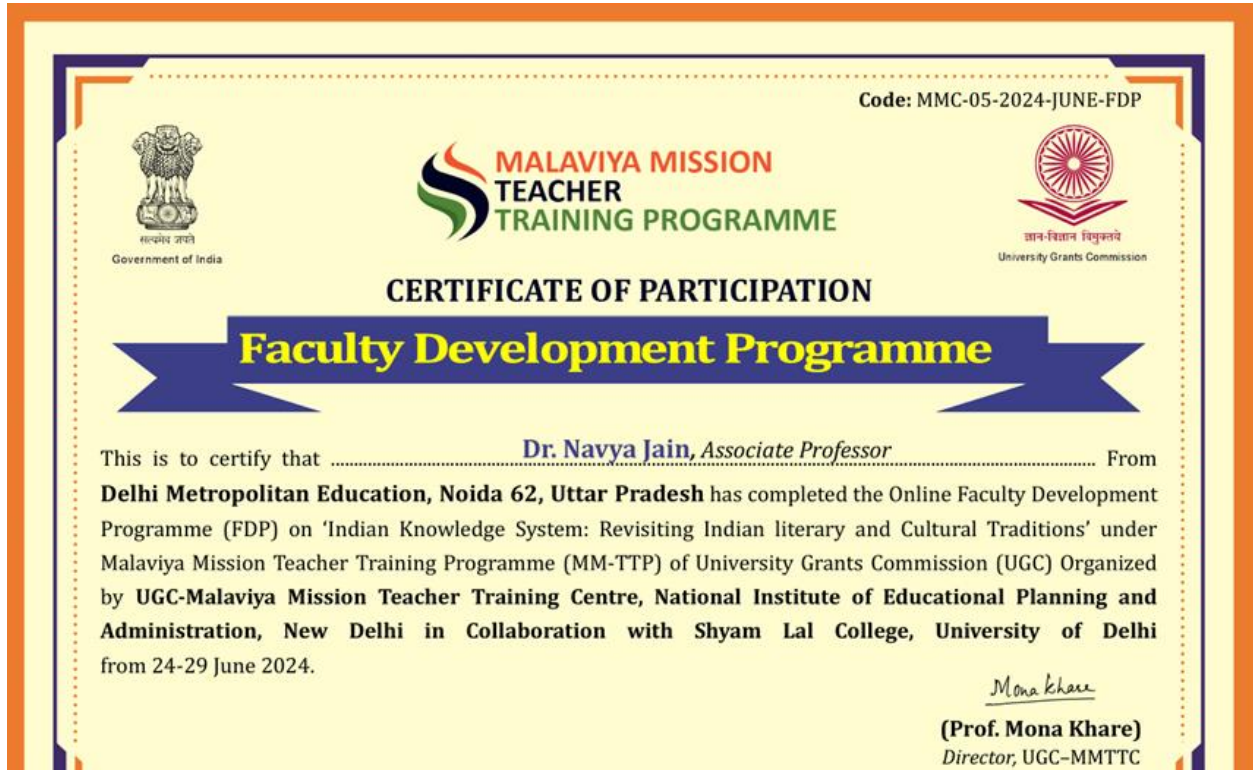 Code: MMC-05-2024-JUNE-FDP
सत्यमेव जयते
Government of India
MALAVIYA MISSION
TEACHER
TRAINING PROGRAMME
ज्ञान-विज्ञान विमुक्तये
University Grants Commission
CERTIFICATE OF PARTICIPATION
Faculty Development Programme
This is to certify that Dr. Navya Jain, Associate Professor From
Delhi Metropolitan Education, Noida 62, Uttar Pradesh has completed the Online Faculty Development
Programme (FDP) on ‘Indian Knowledge System: Revisiting Indian literary and Cultural Traditions’ under
Malaviya Mission Teacher Training Programme (MM-TTP) of University Grants Commission (UGC) Organized
by UGC-Malaviya Mission Teacher Training Centre, National Institute of Educational Planning and
Administration, New Delhi in Collaboration with Shyam Lal College, University of Delhi
from 24-29 June 2024.
Mona Khare
(Prof. Mona Khare)
Director, UGC–MMTTC